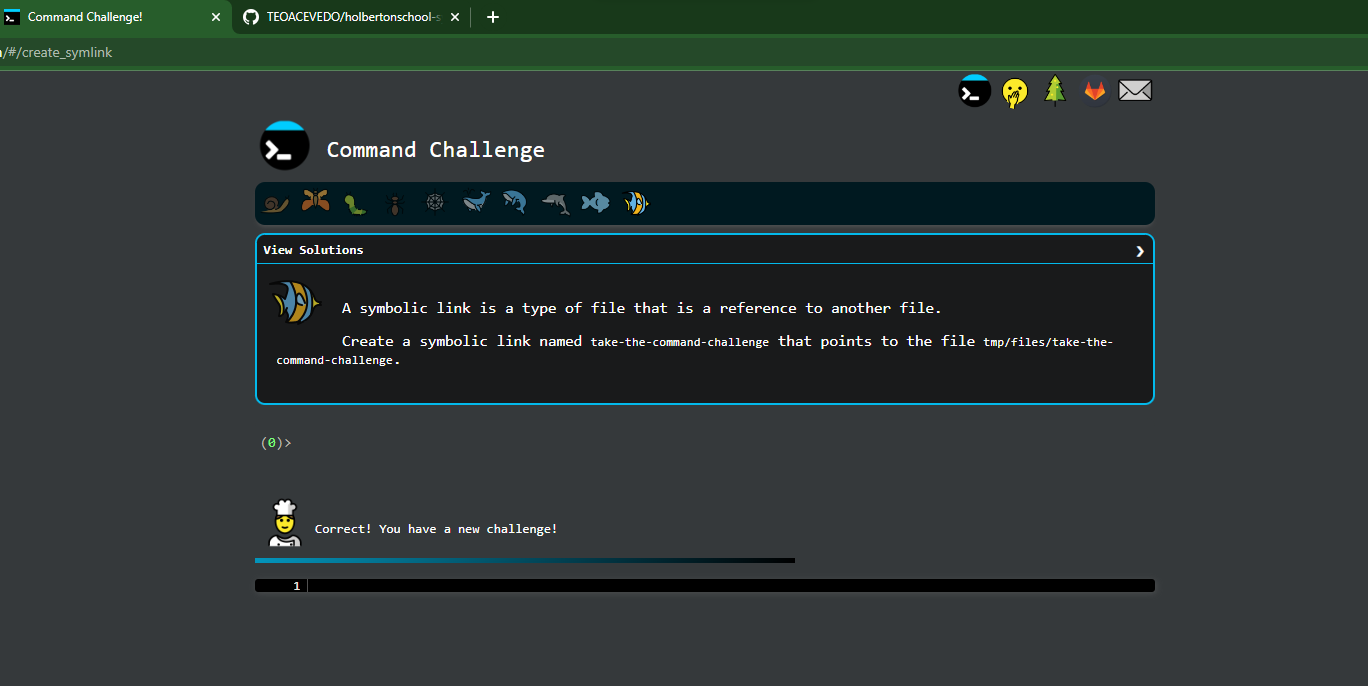 Command Challenge!
TEOACEVEDO/holbertonschool-s
/#/create_symlink
Command Challenge
View Solutions
A symbolic link is a type of file that is a reference to another file.
Create a symbolic link named take-the-command-challenge that points to the file tmp/files/take-the-
command-challenge.
(0)>
Correct! You have a new challenge!
1